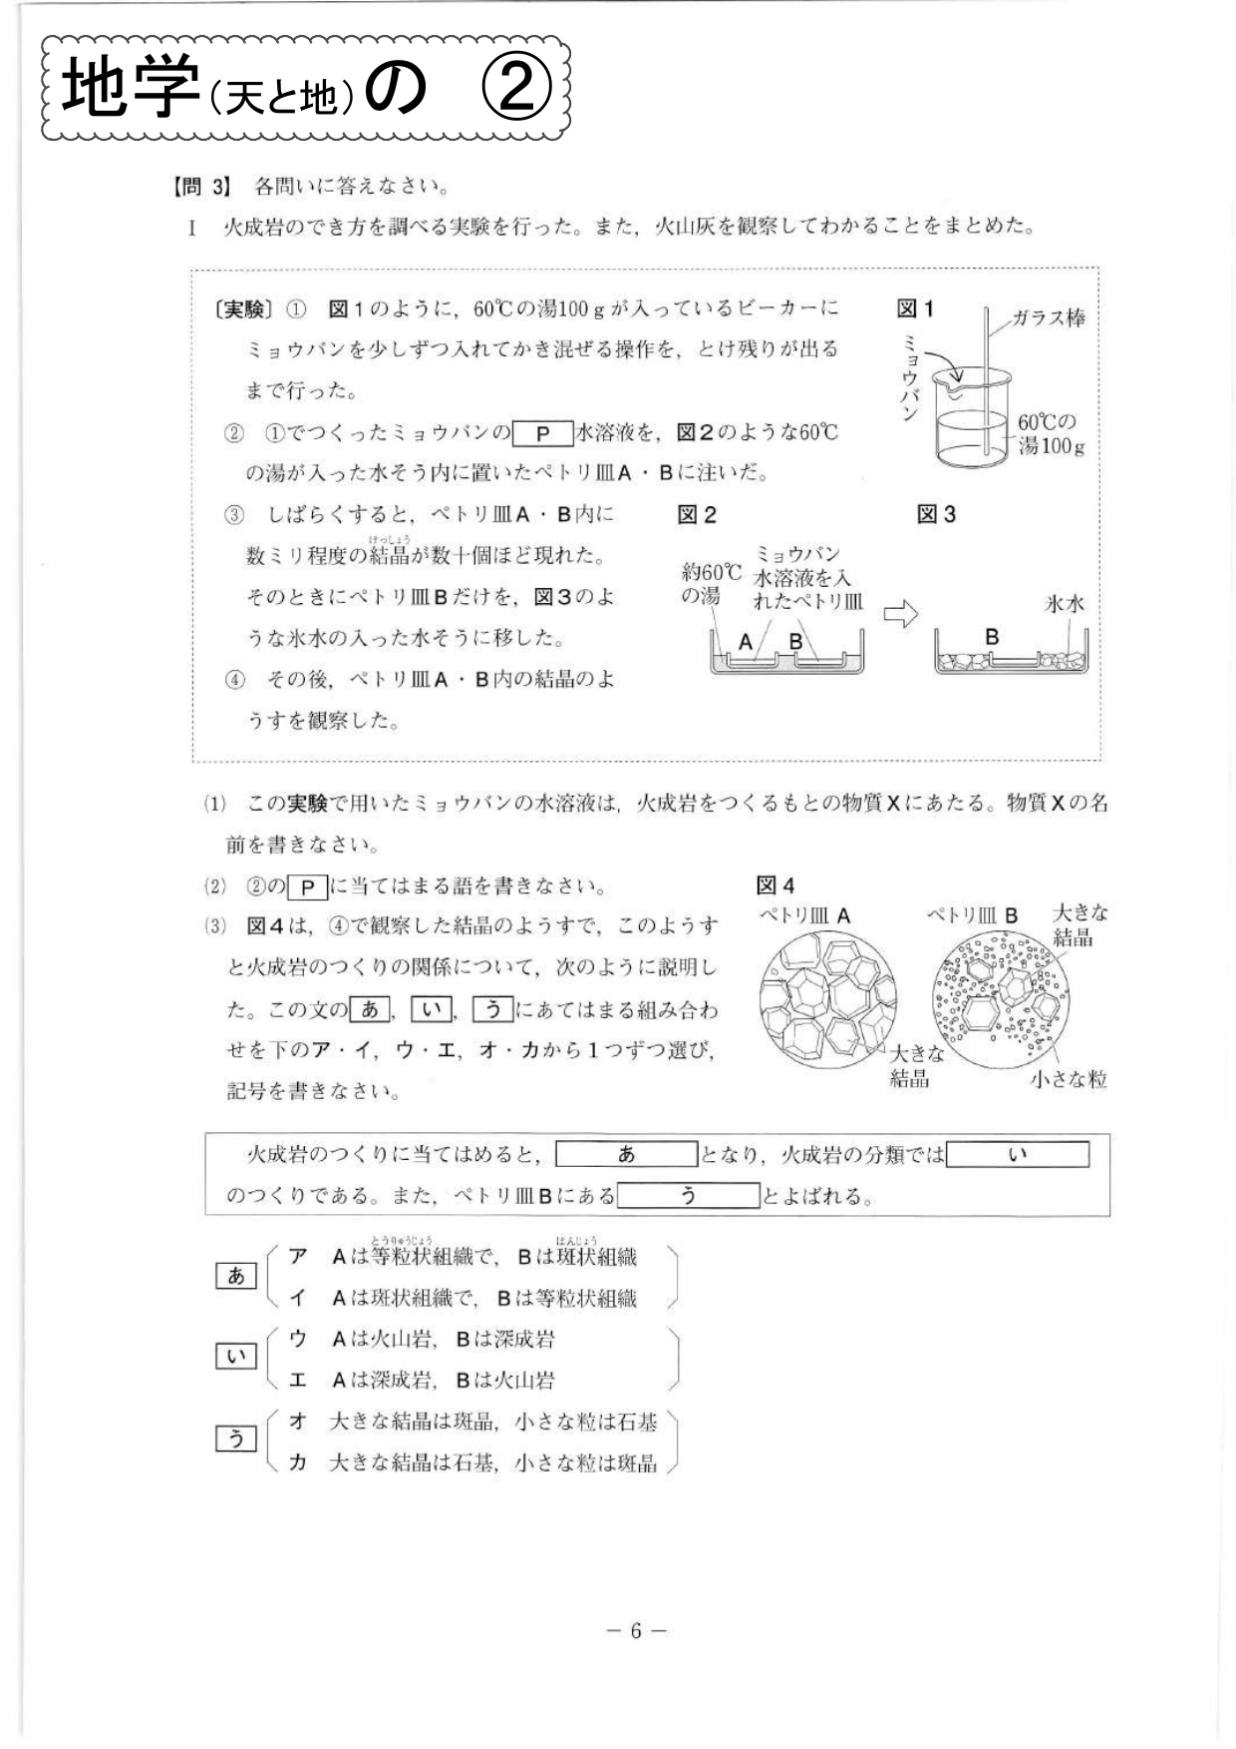 地学(天と地)の ②
【問 3】 各問いに答えなさい。
Ⅰ 火成岩のでき方を調べる実験を行った。また，火山灰を観察してわかることをまとめた。
〔実験〕① 図1のように，60℃の湯100gが入っているビーカーに
ミョウバンを少しずつ入れてかき混ぜる操作を，とけ残りが出る
まで行った。
② ①でつくったミョウバンの P 水溶液を，図2のような60℃
の湯が入った水そう内に置いたペトリ皿A・Bに注いだ。
③ しばらくすると，ペトリ皿A・B内に
数ミリ程度の結晶が数十個ほど現れた。
けっしょう
そのときにペトリ皿Bだけを，図3のよ
うな氷水の入った水そうに移した。
④ その後，ペトリ皿A・B内の結晶のよ
うすを観察した。
図1
ガラス棒
ミョウバン
60℃の
湯100g
図2
約60℃
の湯
ミョウバン
水溶液を入
れたペトリ皿
A B
図3
氷水
B
(1) この実験で用いたミョウバンの水溶液は，火成岩をつくるもとの物質Xにあたる。物質Xの名
前を書きなさい。
(2) ②の P に当てはまる語を書きなさい。
(3) 図4は，④で観察した結晶のようすで，このようす
と火成岩のつくりの関係について，次のように説明し
た。この文の あ ， い ， う にあてはまる組み合わ
せを下のア・イ，ウ・エ，オ・カから1つずつ選び，
記号を書きなさい。
図4
ペトリ皿 A
大きな
結晶
ペトリ皿 B
大きな
結晶
小さな粒
火成岩のつくりに当てはめると， あ となり，火成岩の分類では い
のつくりである。また，ペトリ皿Bにある う とよばれる。
とうりゅうじょう はんじょう
あ ア Aは等粒状組織で，Bは斑状組織
イ Aは斑状組織で，Bは等粒状組織
い ウ Aは火山岩，Bは深成岩
エ Aは深成岩，Bは火山岩
う オ 大きな結晶は斑晶，小さな粒は石基
カ 大きな結晶は石基，小さな粒は斑晶
－ 6 －